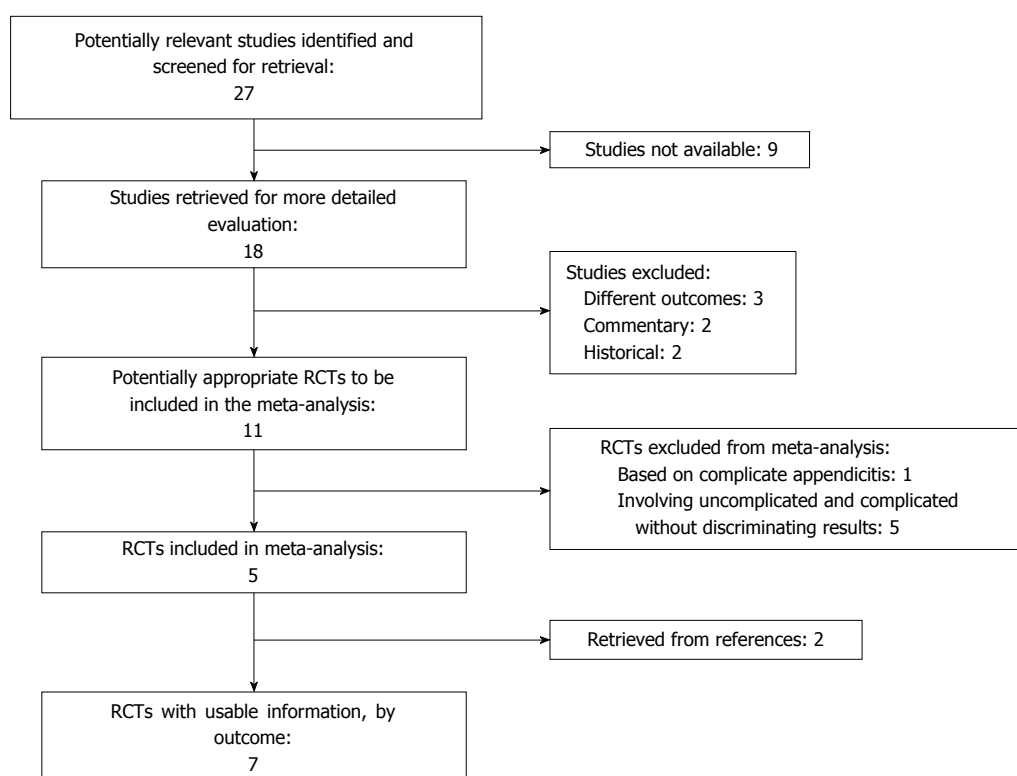 Potentially relevant studies identified and
screened for retrieval:
27
Studies not available: 9
Studies retrieved for more detailed
evaluation:
18
Studies excluded:
Different outcomes: 3
Commentary: 2
Historical: 2
Potentially appropriate RCTs to be
included in the meta-analysis:
11
RCTs excluded from meta-analysis:
Based on complicate appendicitis: 1
Involving uncomplicated and complicated
without discriminating results: 5
RCTs included in meta-analysis:
5
Retrieved from references: 2
RCTs with usable information, by
outcome:
7